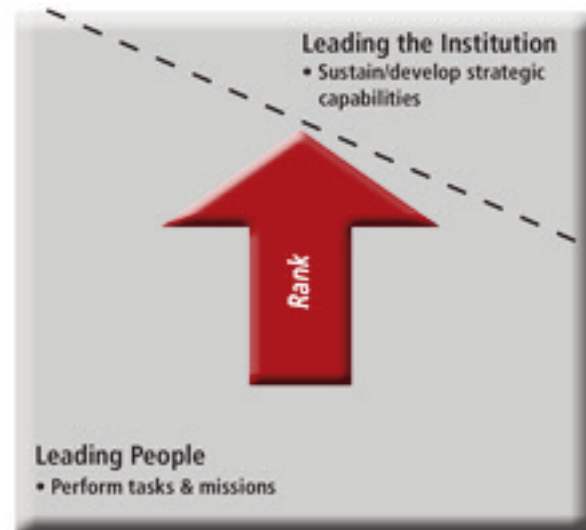 Leading the Institution
• Sustain/develop strategic
capabilities
Rank
Leading People
• Perform tasks & missions